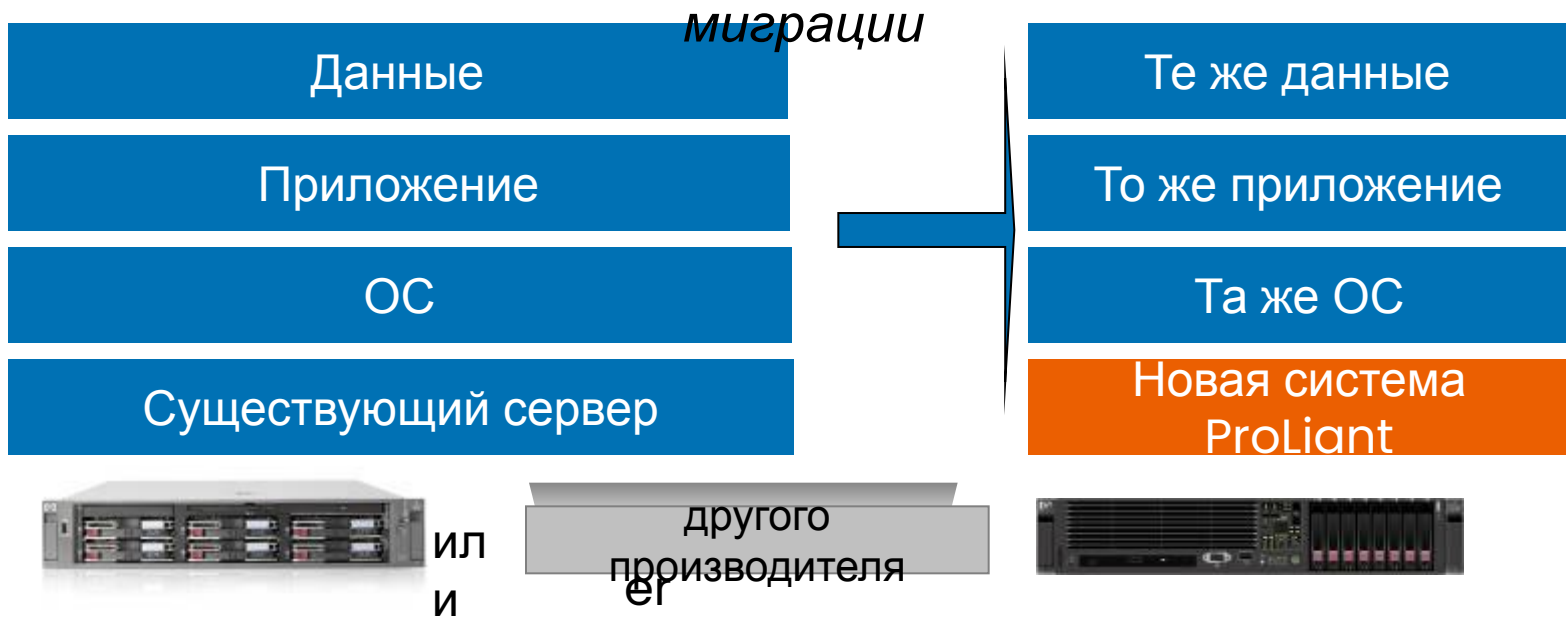 миграции
Данные
Приложение
ОС
Существующий сервер
Те же данные
То же приложение
Та же ОС
Новая система
ProLiant
ил
и
другого
производителя
er